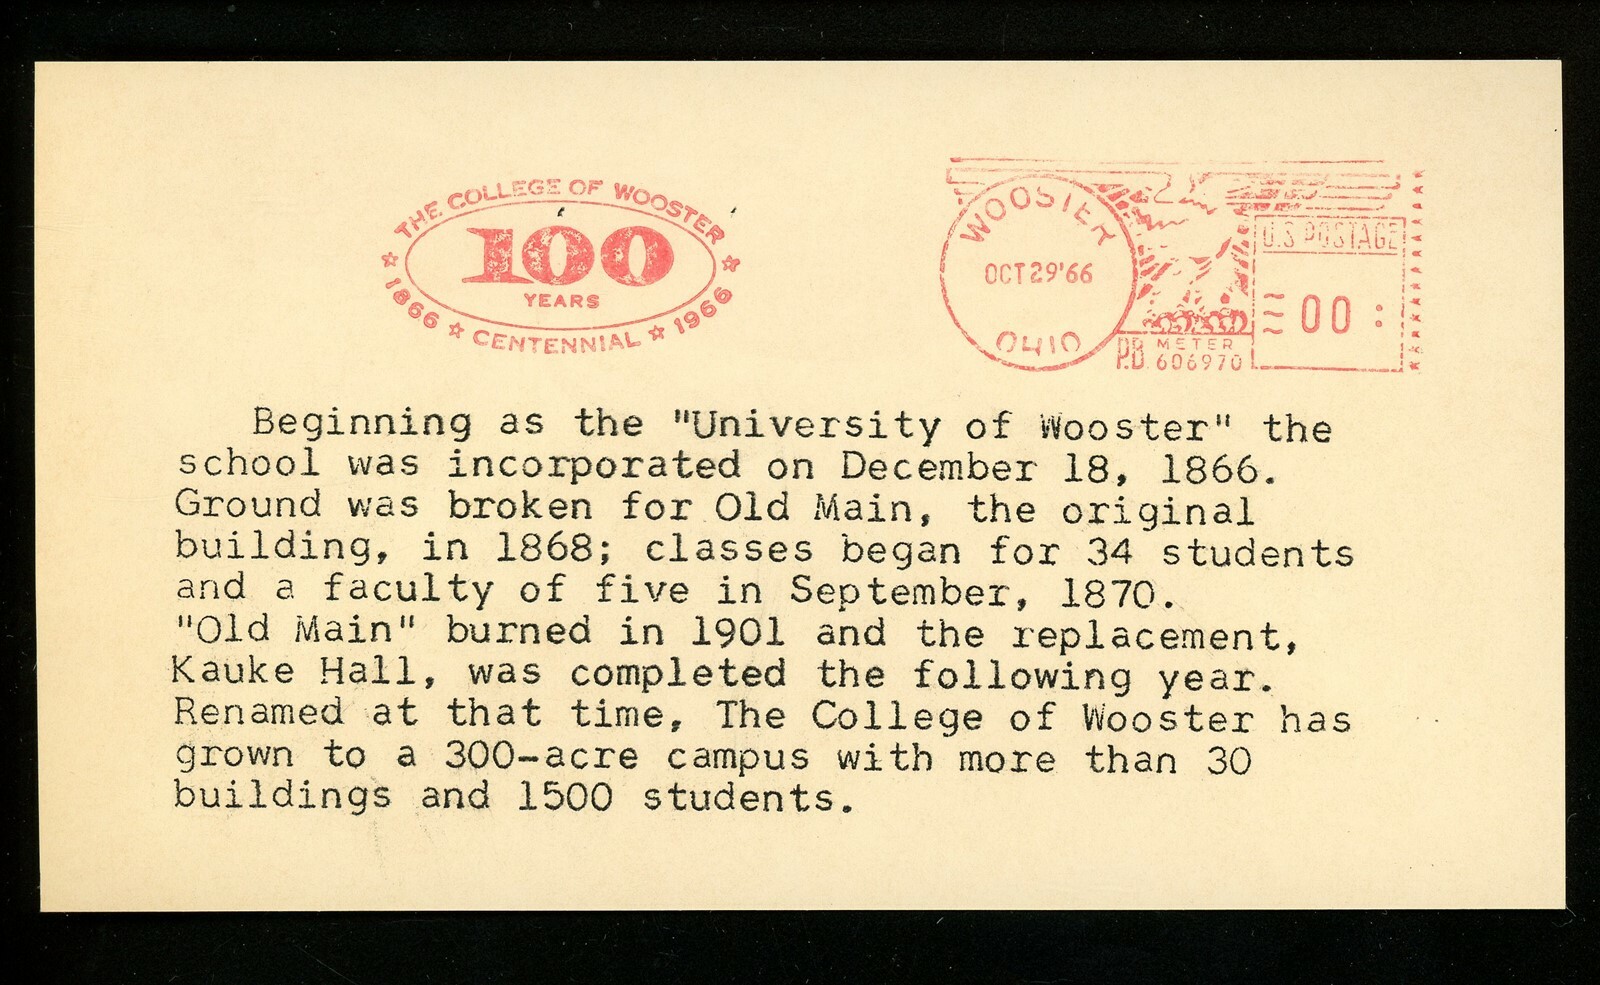 THE COLLEGE OF WOOSTER
100
YEARS
1866 ☆ CENTENNIAL ☆ 1966
WOOSTER
OCT 29'66
OHIO
P.B. METER
606970
U.S POSTAGE
00
Beginning as the "University of Wooster" the
school was incorporated on December 18, 1866.
Ground was broken for Old Main, the original
building, in 1868; classes began for 34 students
and a faculty of five in September, 1870.
"Old Main" burned in 1901 and the replacement,
Kauke Hall, was completed the following year.
Renamed at that time, The College of Wooster has
grown to a 300-acre campus with more than 30
buildings and 1500 students.